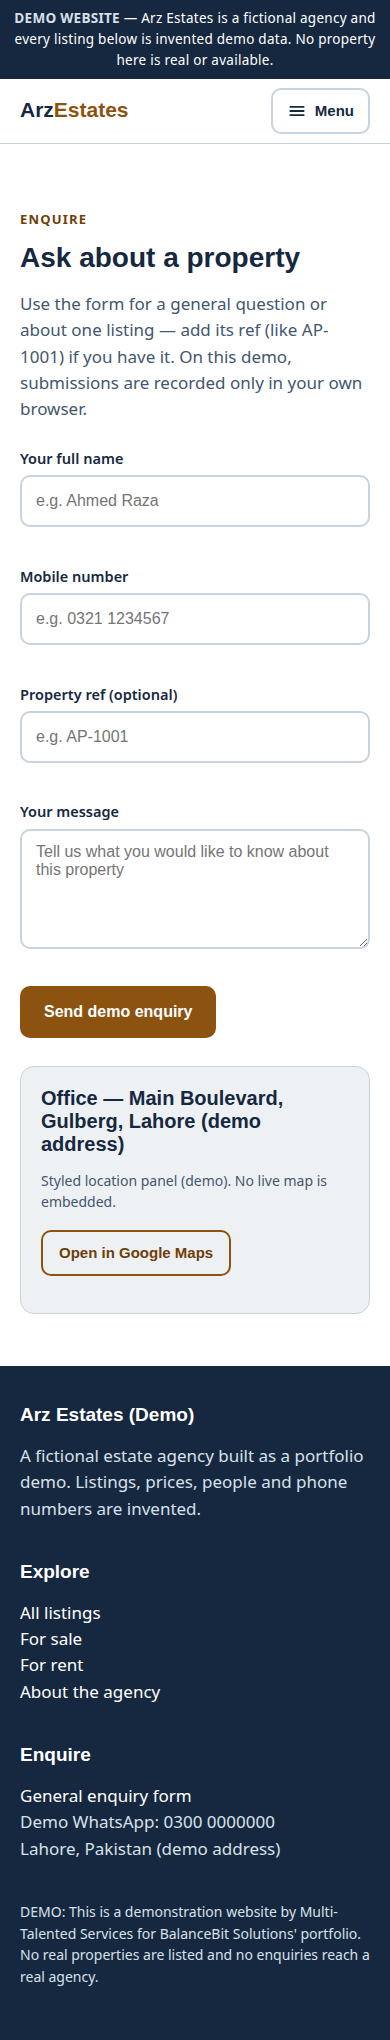 DEMO WEBSITE — Arz Estates is a fictional agency and
every listing below is invented demo data. No property
here is real or available.
ArzEstates
Menu
ENQUIRE
Ask about a property
Use the form for a general question or
about one listing — add its ref (like AP-
1001) if you have it. On this demo,
submissions are recorded only in your own
browser.
Your full name
e.g. Ahmed Raza
Mobile number
e.g. 0321 1234567
Property ref (optional)
e.g. AP-1001
Your message
Tell us what you would like to know about
this property
Send demo enquiry
Office — Main Boulevard,
Gulberg, Lahore (demo
address)
Styled location panel (demo). No live map is
embedded.
Open in Google Maps
Arz Estates (Demo)
A fictional estate agency built as a portfolio
demo. Listings, prices, people and phone
numbers are invented.
Explore
All listings
For sale
For rent
About the agency
Enquire
General enquiry form
Demo WhatsApp: 0300 0000000
Lahore, Pakistan (demo address)
DEMO: This is a demonstration website by Multi-
Talented Services for BalanceBit Solutions' portfolio.
No real properties are listed and no enquiries reach a
real agency.